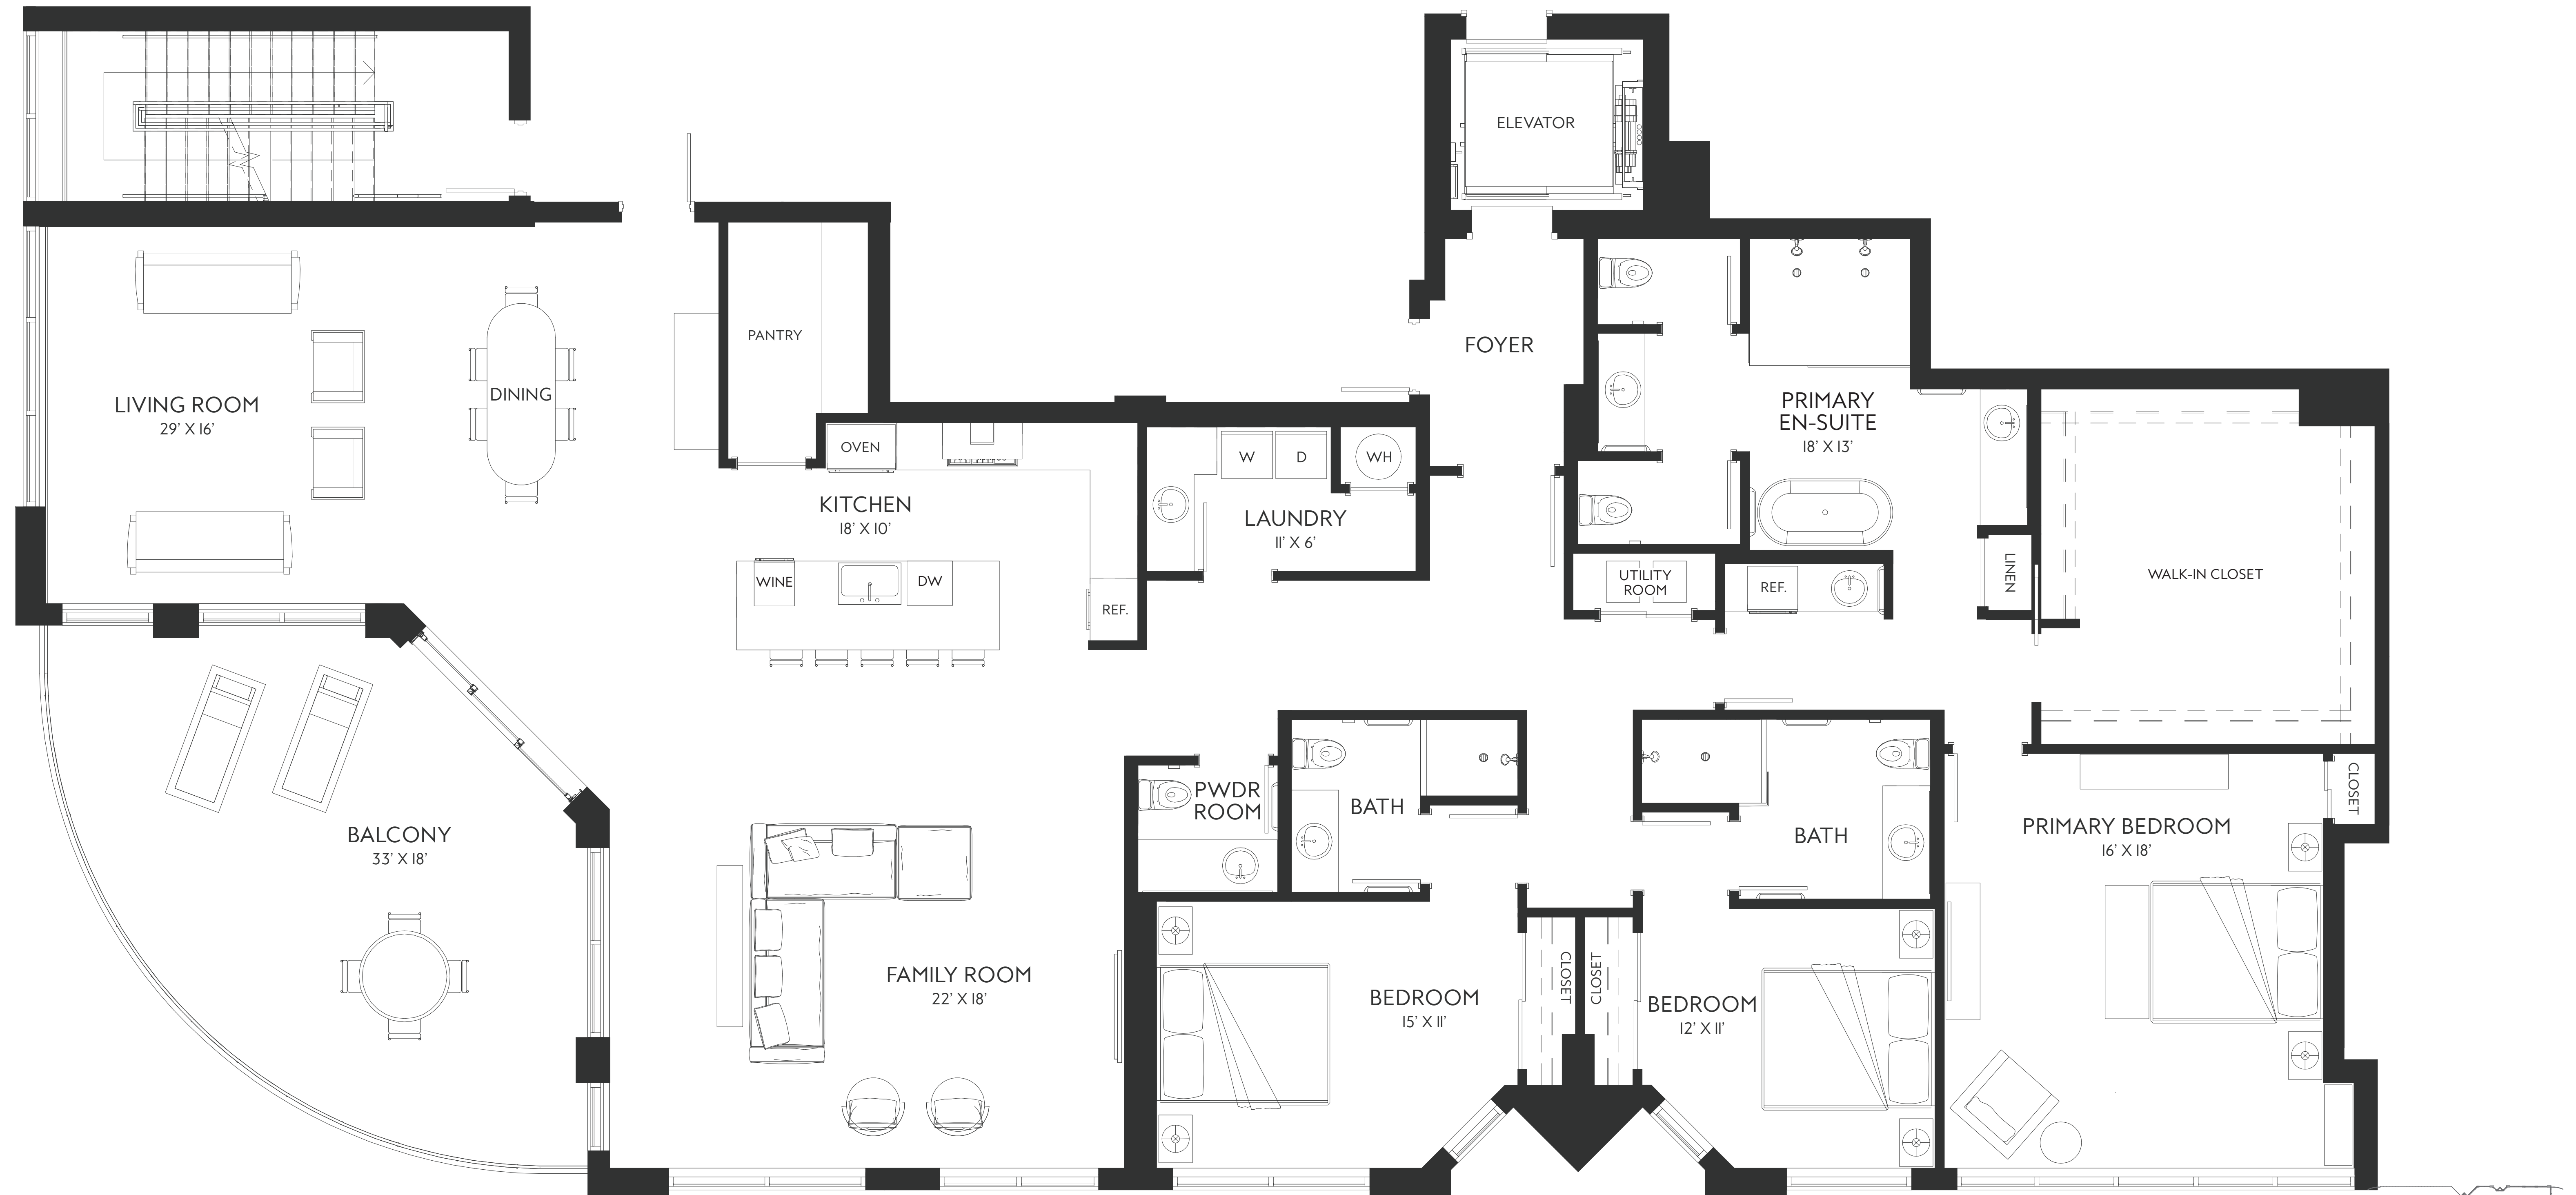 ELEVATOR
FOYER
PANTRY
LIVING ROOM
29' X 16'
DINING
OVEN
KITCHEN
18' X 10'
WINE
DW
REF.
W
D
WH
LAUNDRY
11' X 6'
PRIMARY
EN-SUITE
18' X 13'
UTILITY
ROOM
REF.
LINEN
WALK-IN CLOSET
BALCONY
33' X 18'
FAMILY ROOM
22' X 18'
PWDR
ROOM
BATH
BATH
BEDROOM
15' X 11'
CLOSET
CLOSET
BEDROOM
12' X 11'
PRIMARY BEDROOM
16' X 18'
CLOSET